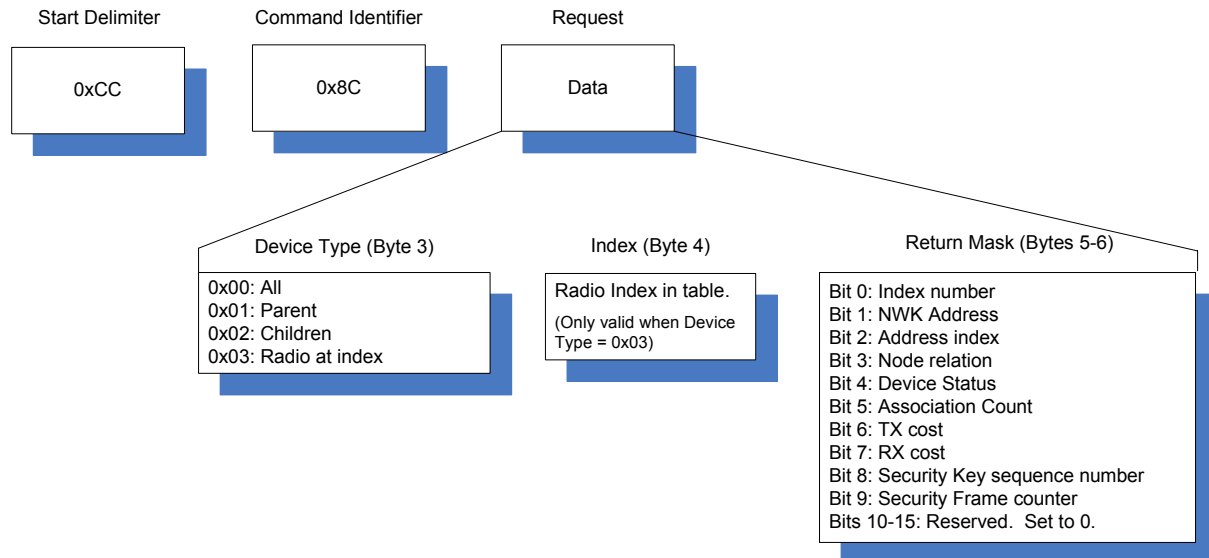 Start Delimiter
Command Identifier
Request
0xCC
0x8C
Data
Device Type (Byte 3)
0x00: All
0x01: Parent
0x02: Children
0x03: Radio at index
Index (Byte 4)
Radio Index in table.
(Only valid when Device
Type = 0x03)
Return Mask (Bytes 5-6)
Bit 0: Index number
Bit 1: NWK Address
Bit 2: Address index
Bit 3: Node relation
Bit 4: Device Status
Bit 5: Association Count
Bit 6: TX cost
Bit 7: RX cost
Bit 8: Security Key sequence number
Bit 9: Security Frame counter
Bits 10-15: Reserved.  Set to 0.